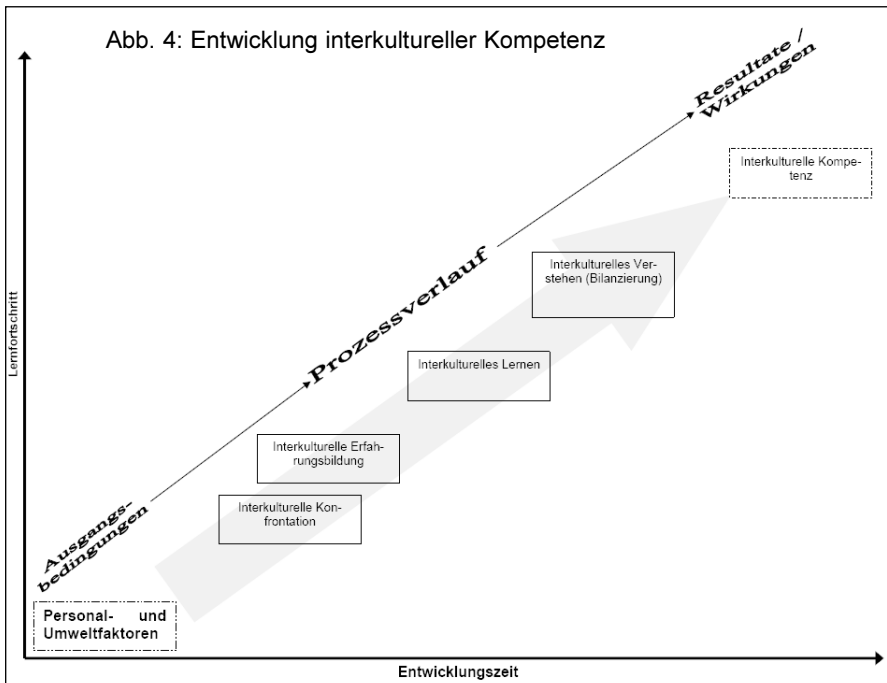 Abb. 4: Entwicklung interkultureller Kompetenz
Resultate /
Wirkungen
Interkulturelle Kompe-
tenz
Prozessverlauf
Interkulturelles Ver-
stehen (Bilanzierung)
Lernfortschritt
Interkulturelles Lernen
Interkulturelle Erfah-
rungsbildung
Interkulturelle Kon-
frontation
Ausgangs-
bedingungen
Personal- und
Umweltfaktoren
Entwicklungszeit